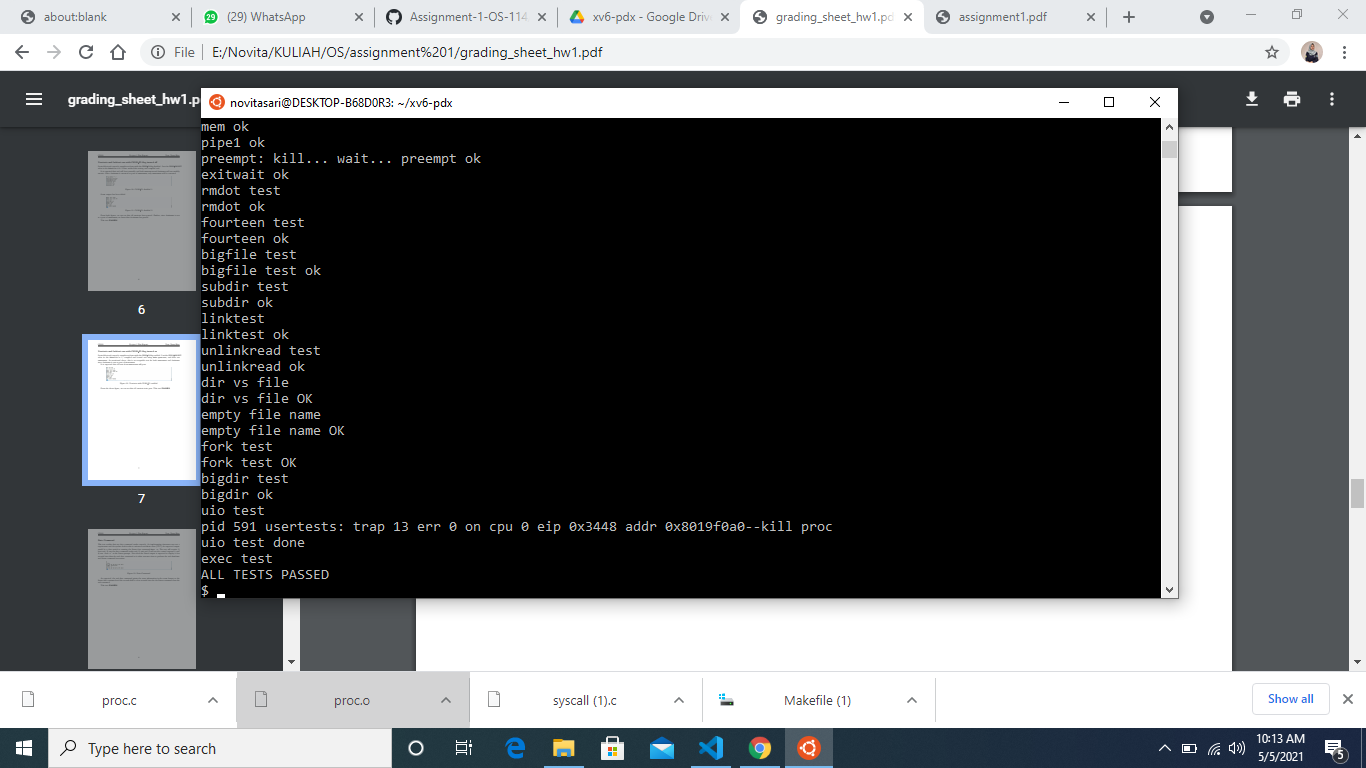 about:blank
(29) WhatsApp
Assignment-1-OS-114
xv6-pdx - Google Driv
grading_sheet_hw1.pd
assignment1.pdf
File
E:/Novita/KULIAH/OS/assignment%201/grading_sheet_hw1.pdf
grading_sheet_hw1.p
novitasari@DESKTOP-B68D0R3: ~/xv6-pdx
mem ok
pipe1 ok
preempt: kill... wait... preempt ok
exitwait ok
rmdot test
rmdot ok
fourteen test
fourteen ok
bigfile test
bigfile test ok
subdir test
subdir ok
linktest
linktest ok
unlinkread test
unlinkread ok
dir vs file
dir vs file OK
empty file name
empty file name OK
fork test
fork test OK
bigdir test
bigdir ok
uio test
pid 591 usertests: trap 13 err 0 on cpu 0 eip 0x3448 addr 0x8019f0a0--kill proc
uio test done
exec test
ALL TESTS PASSED
$
6
7
proc.c
proc.o
syscall (1).c
Makefile (1)
Show all
Type here to search
10:13 AM
5/5/2021
5